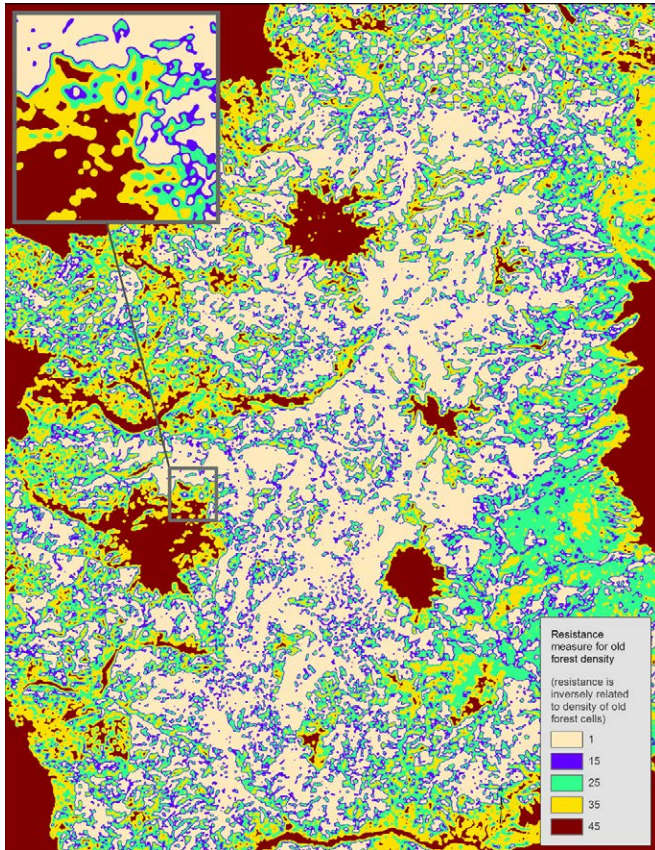 Resistance
measure for old
forest density
(resistance is
inversely related
to density of old
forest cells)
1
15
25
35
45